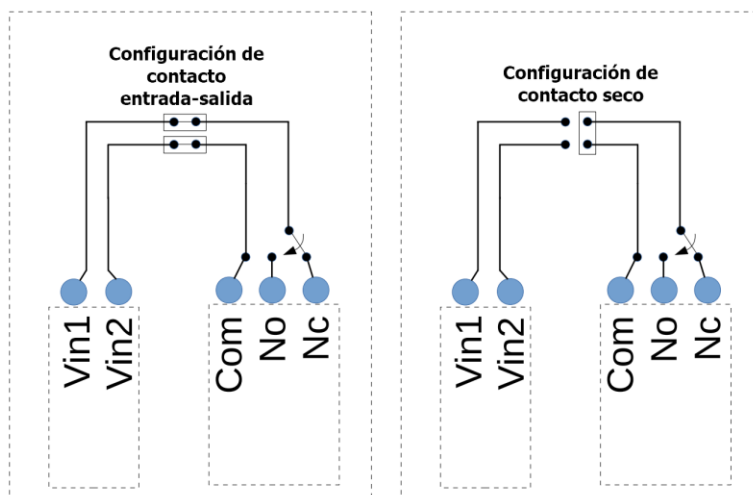 Configuración de
contacto
entrada-salida
Vin1
Vin2
Com
No
Nc
Configuración de
contacto seco
Vin1
Vin2
Com
No
Nc